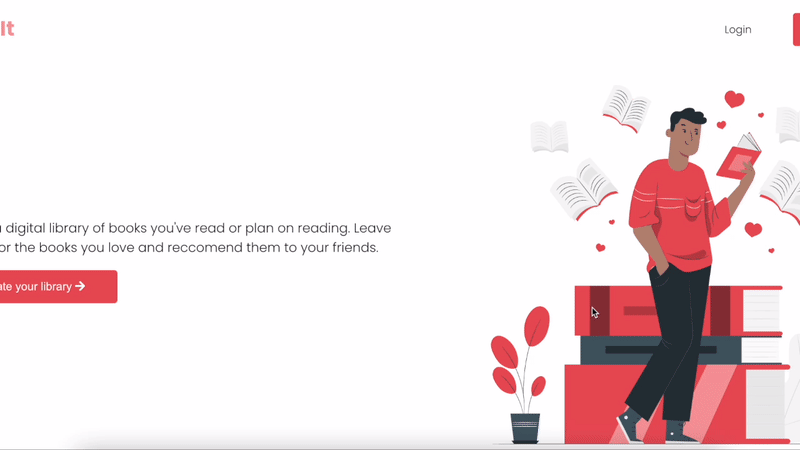 It
Login
digital library of books you've read or plan on reading. Leave
or the books you love and reccomend them to your friends.
ate your library